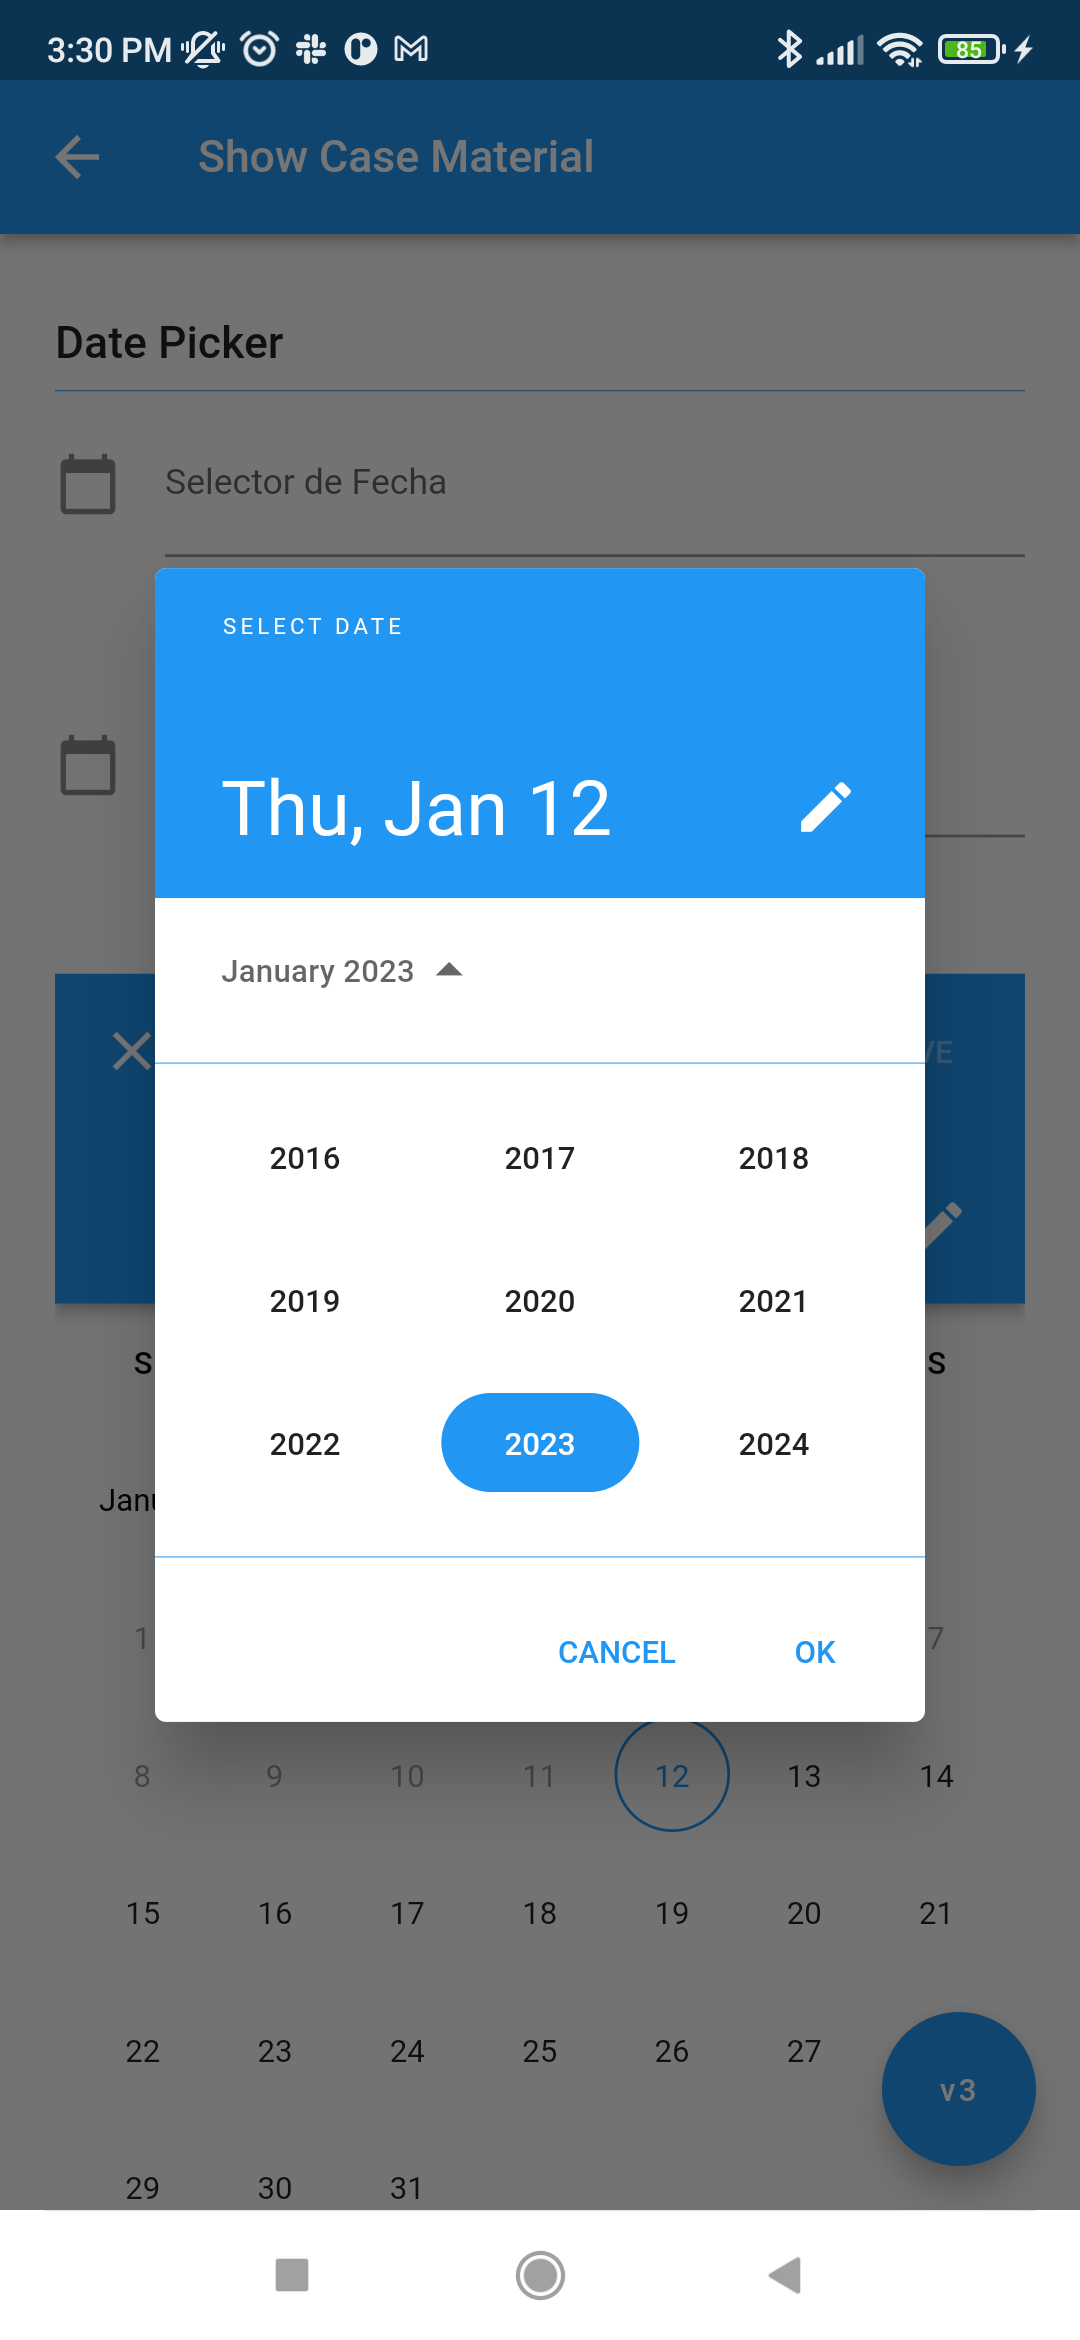 3:30 PM 85
Show Case Material
Date Picker
Selector de Fecha
SELECT DATE
Thu, Jan 12
January 2023
VE
2016 2017 2018
2019 2020 2021
S S
2022 2023 2024
Janu
CANCEL OK
1 7
8 9 10 11 12 13 14
15 16 17 18 19 20 21
22 23 24 25 26 27
v3
29 30 31